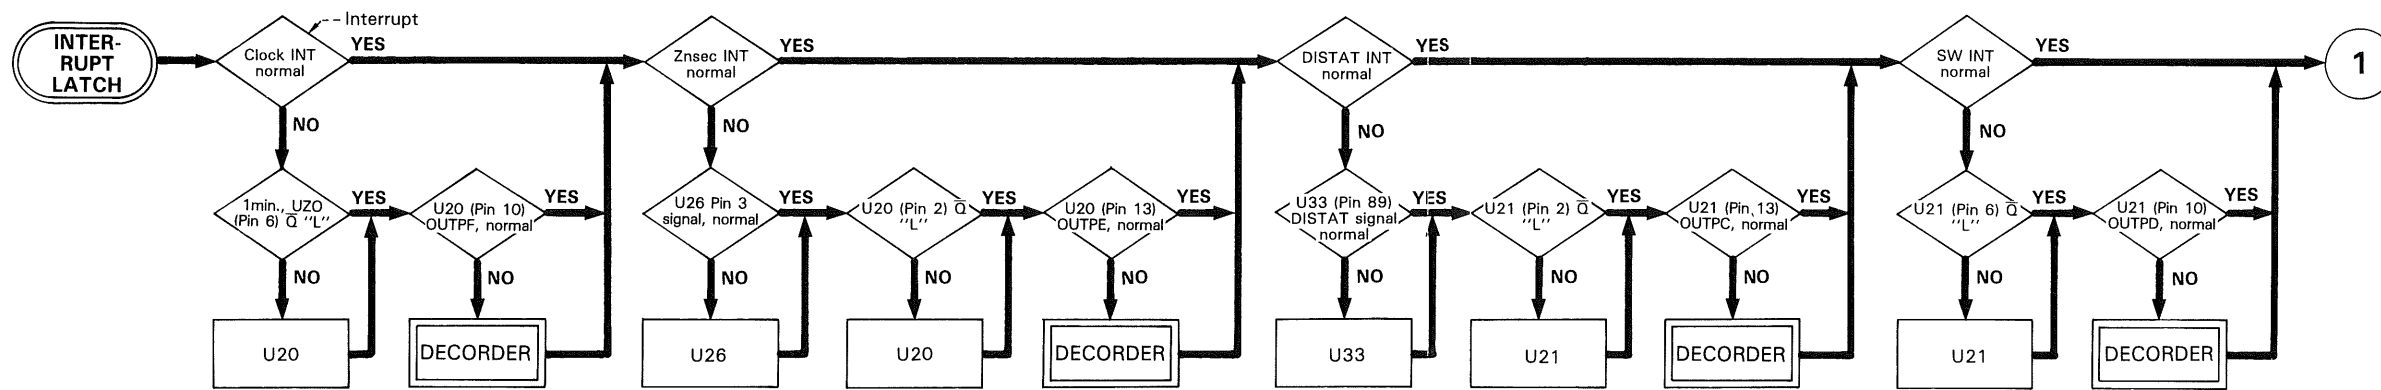 INTER-
RUPT
LATCH
Interrupt
Clock INT
normal
YES
NO
1min., UZO
(Pin 6) Q̅ "L"
YES
NO
U20
U20 (Pin 10)
OUTPF, normal
YES
NO
DECORDER
Znsec INT
normal
YES
NO
U26 Pin 3
signal, normal
YES
NO
U26
U20 (Pin 2) Q̅
"L"
YES
NO
U20
U20 (Pin 13)
OUTPE, normal
YES
NO
DECORDER
DISTAT INT
normal
YES
NO
U33 (Pin 89)
DISTAT signal
normal
YES
NO
U33
U21 (Pin 2) Q̅
"L"
YES
NO
U21
U21 (Pin 13)
OUTPC, normal
YES
NO
DECORDER
SW INT
normal
YES
NO
U21 (Pin 6) Q̅
"L"
YES
NO
U21
U21 (Pin 10)
OUTPD, normal
YES
NO
DECORDER
1